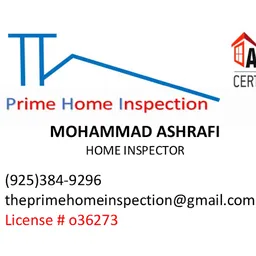 Prime Home Inspection
A
CERT
MOHAMMAD ASHRAFI
HOME INSPECTOR
(925)384-9296
theprimehomeinspection@gmail.com
License # o36273